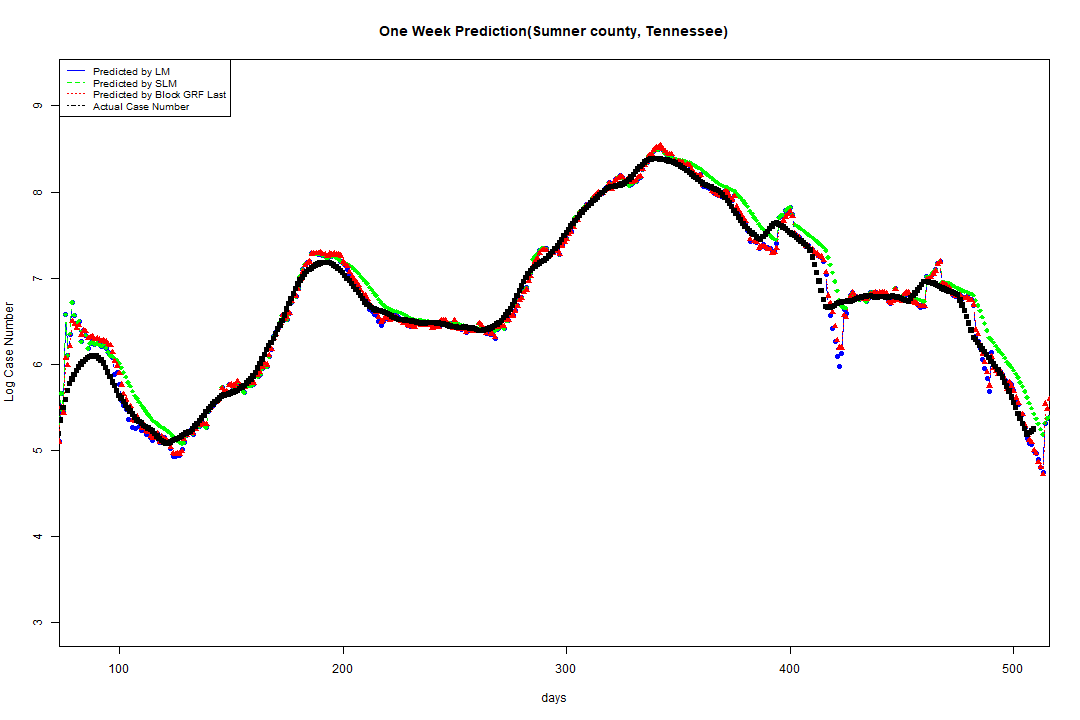 One Week Prediction(Sumner county, Tennessee)
Predicted by LM
Predicted by SLM
Predicted by Block GRF Last
Actual Case Number
9
8
7
6
5
4
3
Log Case Number
100 200 300 400 500
days